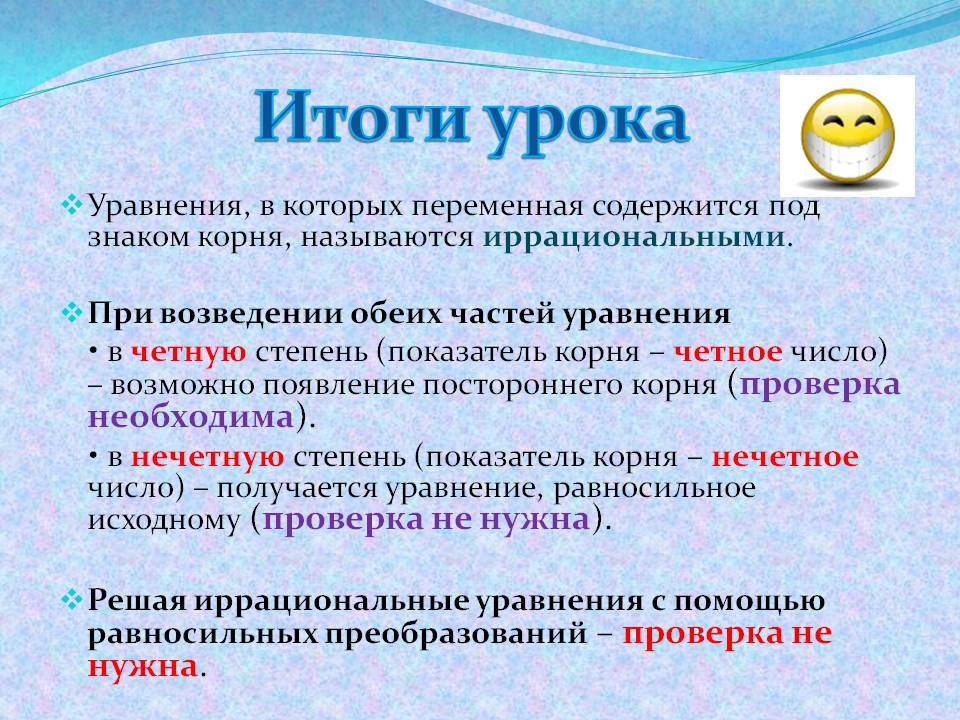 Итоги урока
❖ Уравнения, в которых переменная содержится под
знаком корня, называются иррациональными.
❖ При возведении обеих частей уравнения
• в четную степень (показатель корня – четное число)
– возможно появление постороннего корня (проверка
необходима).
• в нечетную степень (показатель корня – нечетное
число) – получается уравнение, равносильное
исходному (проверка не нужна).
❖ Решая иррациональные уравнения с помощью
равносильных преобразований – проверка не
нужна.